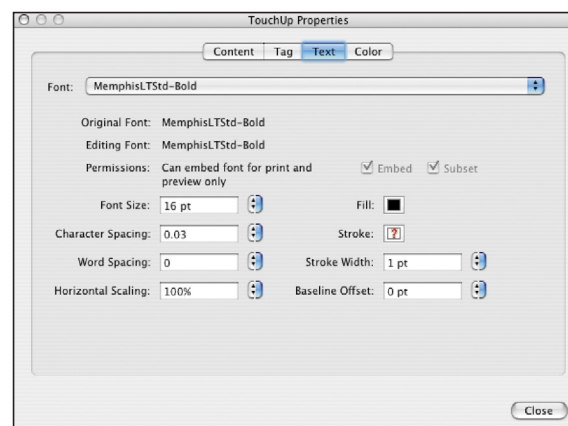 TouchUp Properties
Content Tag Text Color
Font: MemphisLTStd-Bold
Original Font: MemphisLTStd-Bold
Editing Font: MemphisLTStd-Bold
Permissions: Can embed font for print and Embed Subset
preview only
Font Size: 16 pt Fill:
Character Spacing: 0.03 Stroke: ?
Word Spacing: 0 Stroke Width: 1 pt
Horizontal Scaling: 100% Baseline Offset: 0 pt
Close